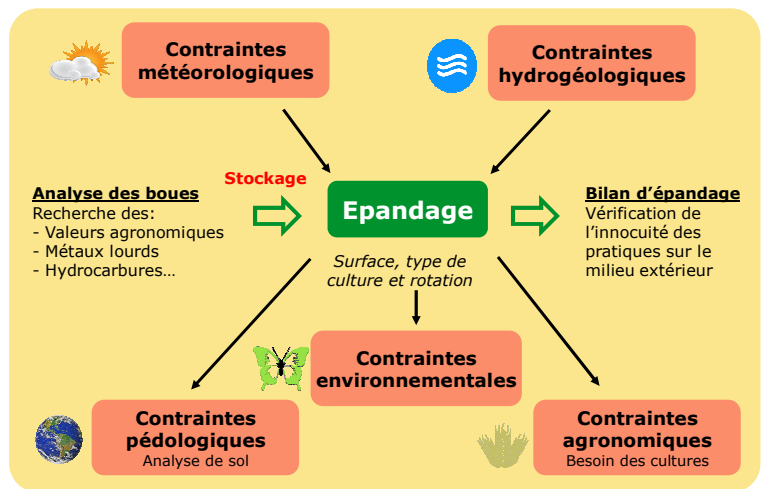 Contraintes
météorologiques
Contraintes
hydrogéologiques
Stockage
Analyse des boues
Recherche des:
- Valeurs agronomiques
- Métaux lourds
- Hydrocarbures…
Epandage
Surface, type de
culture et rotation
Bilan d’épandage
Vérification de
l’innocuité des
pratiques sur le
milieu extérieur
Contraintes
environnementales
Contraintes
pédologiques
Analyse de sol
Contraintes
agronomiques
Besoin des cultures